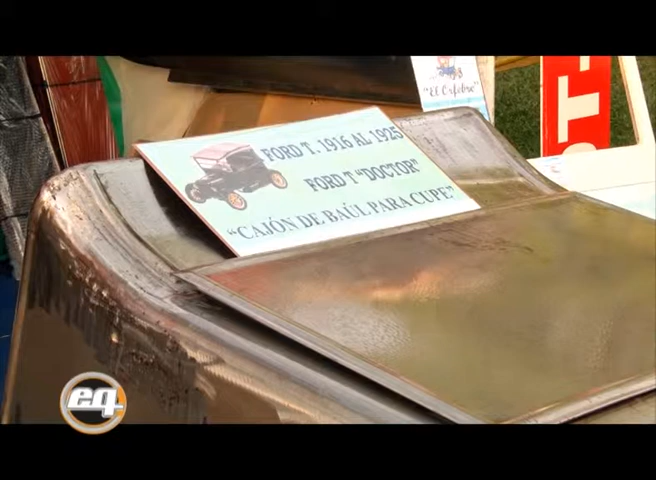 "El Orfebre"
FORD T. 1916 AL 1925
FORD T "DOCTOR"
"CAJÓN DE BAÚL PARA CUPE"
eq.